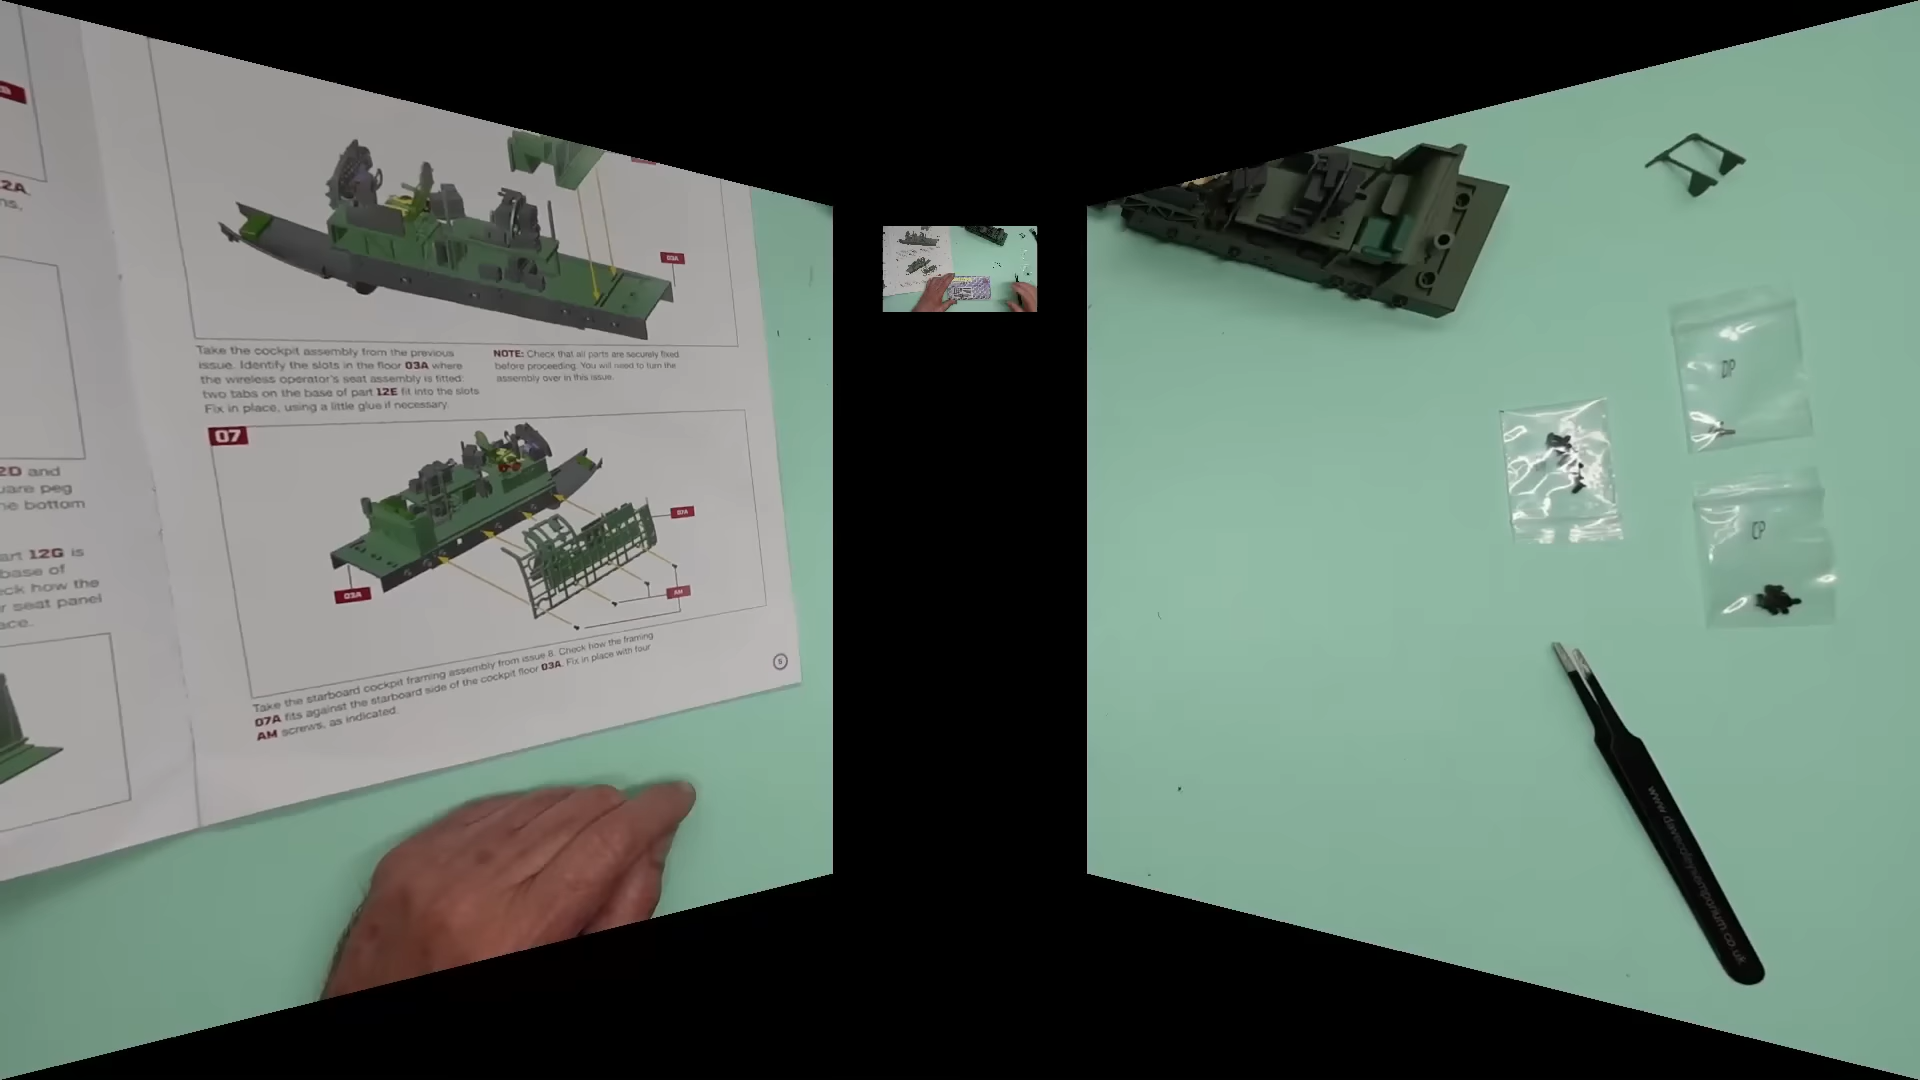 2A.
ns,
03A
Take the cockpit assembly from the previous
issue. Identify the slots in the floor 03A where
the wireless operator's seat assembly is fitted:
two tabs on the base of part 12E fit into the slots
Fix in place, using a little glue if necessary.
NOTE: Check that all parts are securely fixed
before proceeding. You will need to turn the
assembly over in this issue.
07
07A
03A
AM
Take the starboard cockpit framing assembly from issue 8. Check how the framing
07A fits against the starboard side of the cockpit floor 03A. Fix in place with four
AM screws, as indicated.
5
2D and
uare peg
he bottom
art 12G is
base of
eck how the
r seat panel
ace.
DP
CP
www.davecoleysemporium.co.uk